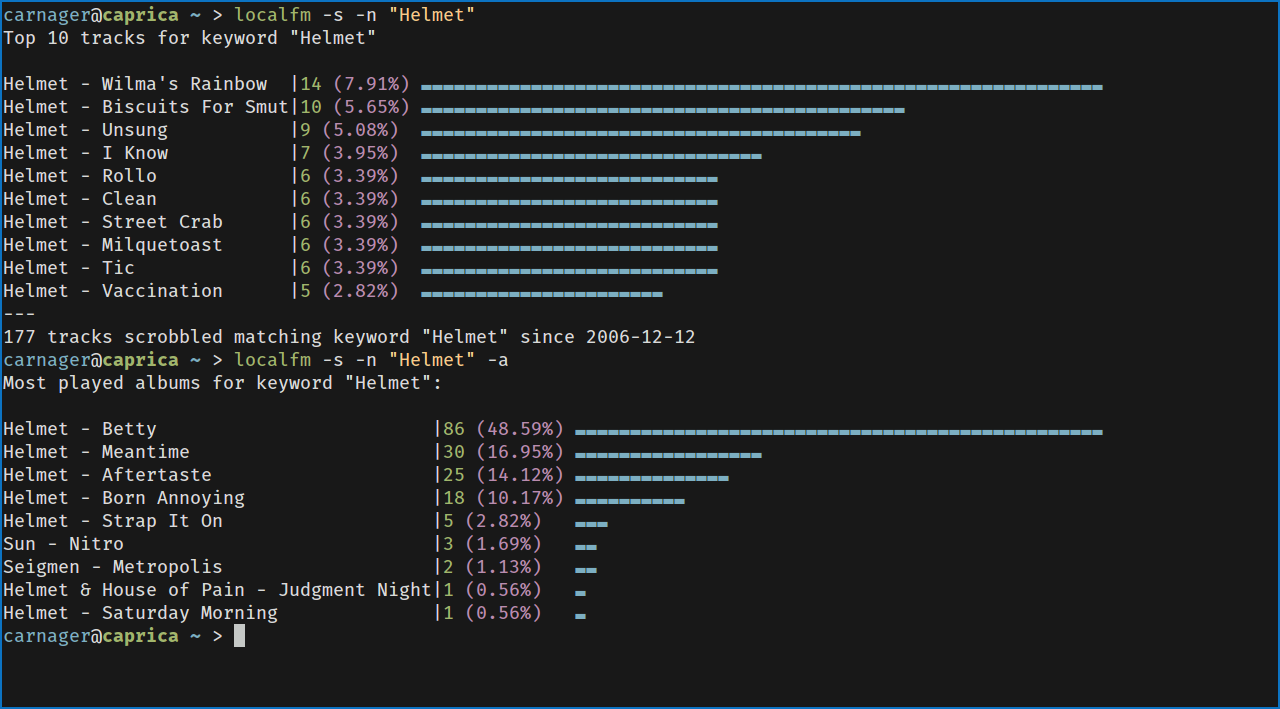 carnager@caprica ~ > localfm -s -n "Helmet"
Top 10 tracks for keyword "Helmet"

Helmet - Wilma's Rainbow  |14 (7.91%)
Helmet - Biscuits For Smut|10 (5.65%)
Helmet - Unsung           |9 (5.08%)
Helmet - I Know           |7 (3.95%)
Helmet - Rollo            |6 (3.39%)
Helmet - Clean            |6 (3.39%)
Helmet - Street Crab      |6 (3.39%)
Helmet - Milquetoast      |6 (3.39%)
Helmet - Tic              |6 (3.39%)
Helmet - Vaccination      |5 (2.82%)
---
177 tracks scrobbled matching keyword "Helmet" since 2006-12-12
carnager@caprica ~ > localfm -s -n "Helmet" -a
Most played albums for keyword "Helmet":

Helmet - Betty                         |86 (48.59%)
Helmet - Meantime                      |30 (16.95%)
Helmet - Aftertaste                    |25 (14.12%)
Helmet - Born Annoying                 |18 (10.17%)
Helmet - Strap It On                   |5 (2.82%)
Sun - Nitro                            |3 (1.69%)
Seigmen - Metropolis                   |2 (1.13%)
Helmet & House of Pain - Judgment Night|1 (0.56%)
Helmet - Saturday Morning              |1 (0.56%)
carnager@caprica ~ >